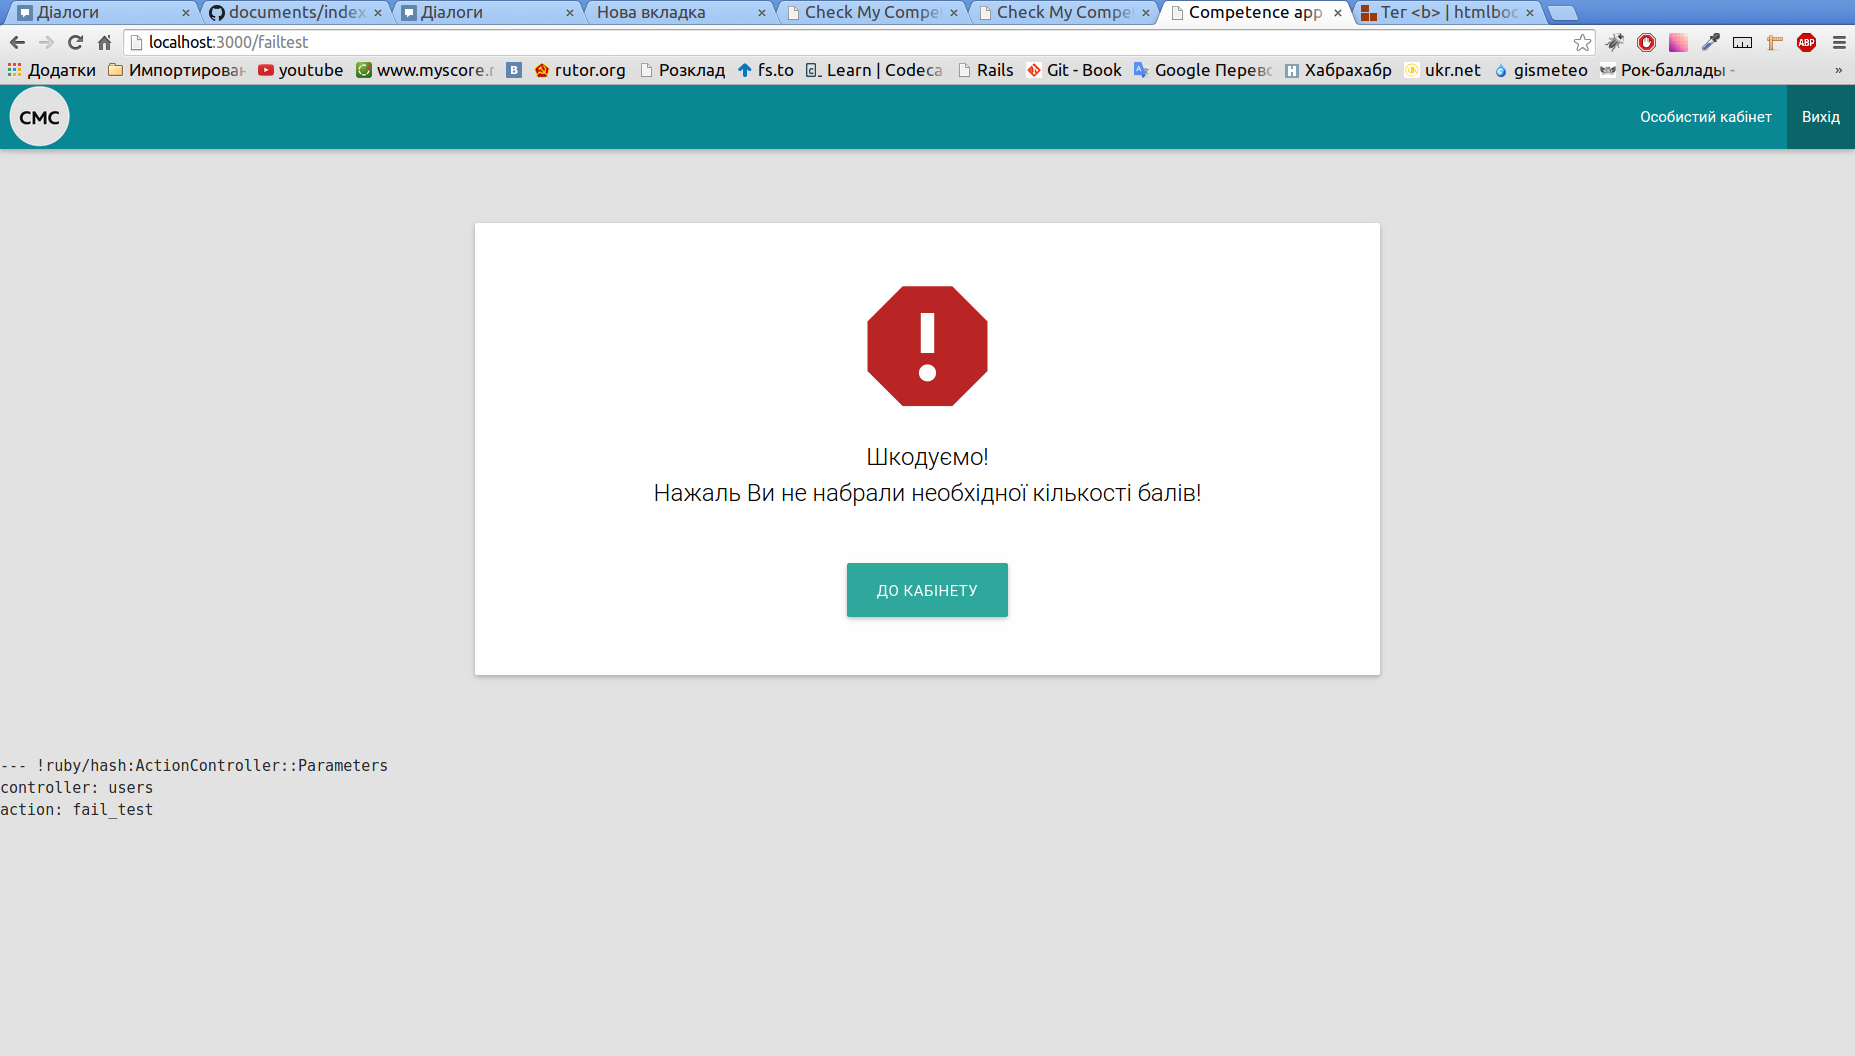 Діалоги
documents/index
Діалоги
Нова вкладка
Check My Compe
Check My Compe
Competence app
Тег <b> | htmlboo
localhost:3000/failtest
ABP
Додатки
Импортирован
youtube
www.myscore.r
B
rutor.org
Розклад
fs.to
Learn | Codeca
Rails
Git - Book
Google Перево
Хабрахабр
ukr.net
gismeteo
Рок-баллады -
»
CMC
Особистий кабінет
Вихід
Шкодуємо!
Нажаль Ви не набрали необхідної кількості балів!
ДО КАБІНЕТУ
--- !ruby/hash:ActionController::Parameters
controller: users
action: fail_test